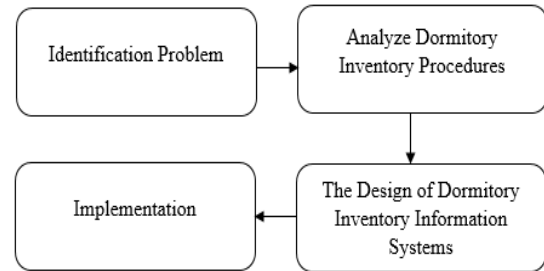 Identification Problem
Analyze Dormitory
Inventory Procedures
The Design of Dormitory
Inventory Information
Systems
Implementation